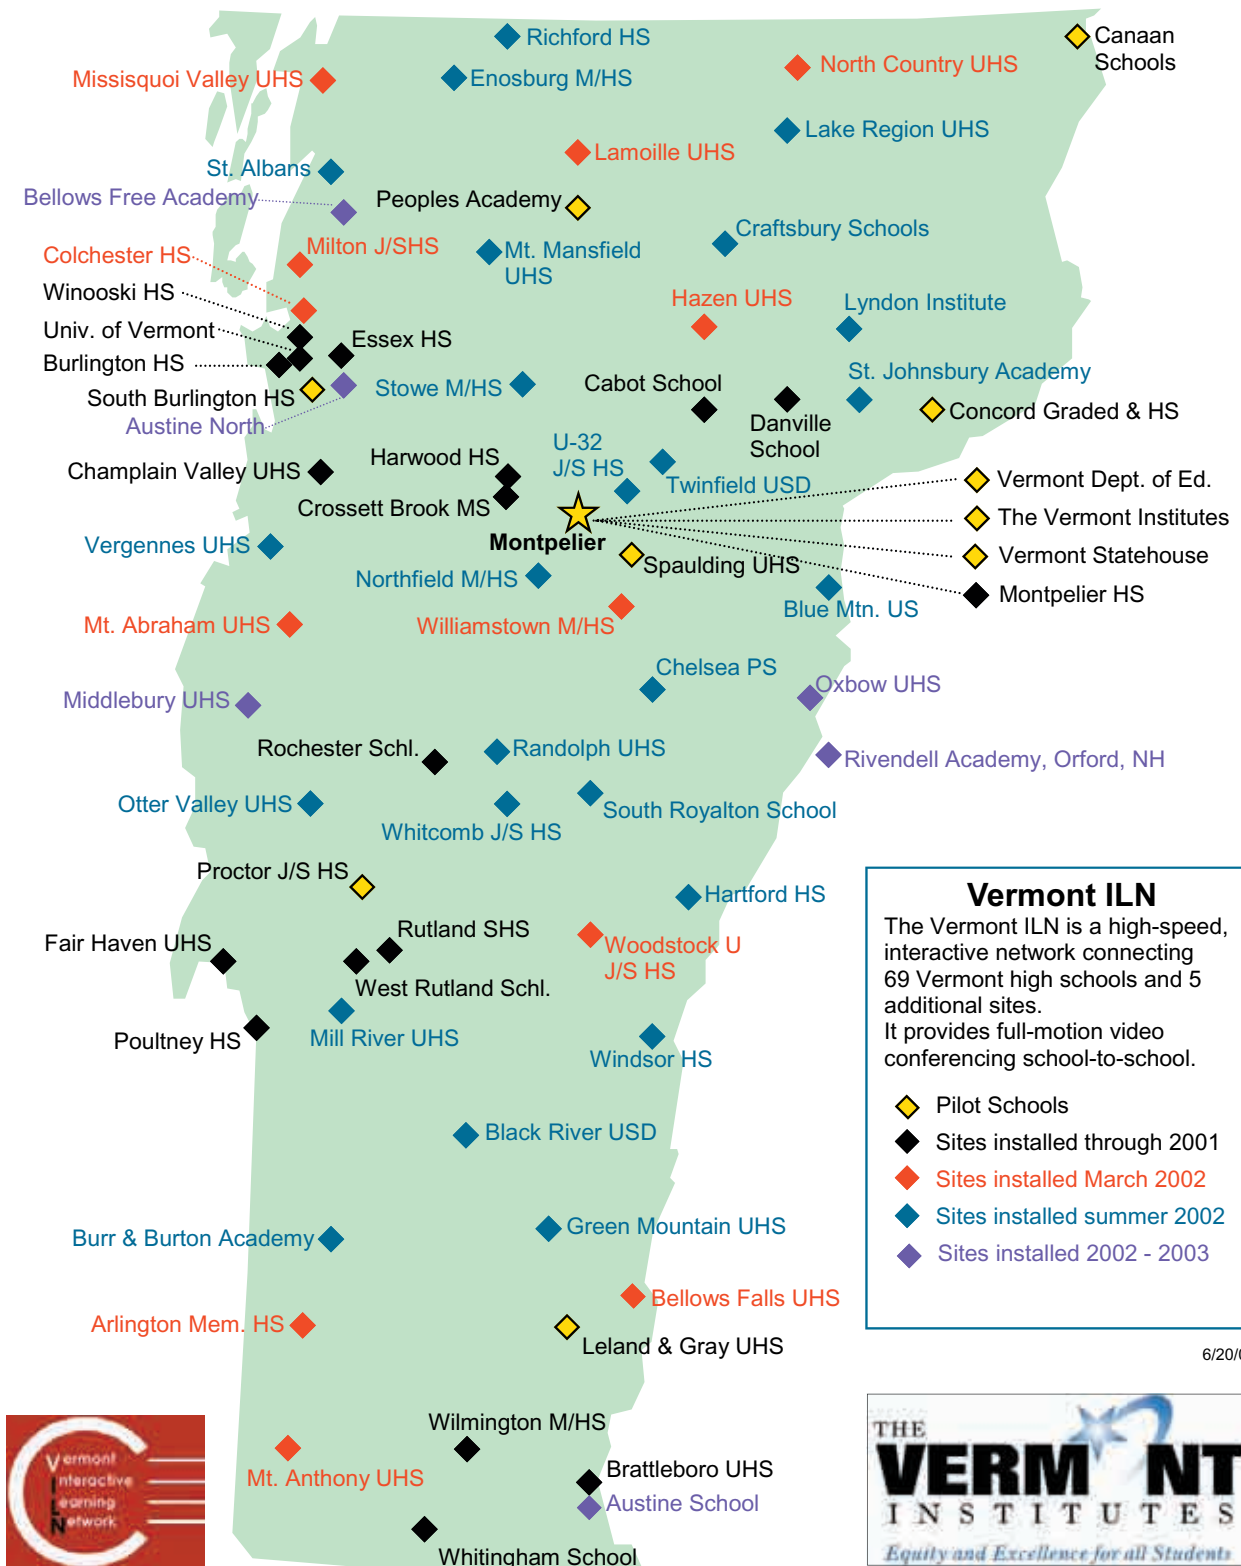 Richford HS
Canaan
Schools
Missisquoi Valley UHS
Enosburg M/HS
North Country UHS
Lake Region UHS
Lamoille UHS
St. Albans
Bellows Free Academy
Peoples Academy
Craftsbury Schools
Milton J/SHS
Mt. Mansfield
UHS
Colchester HS
Winooski HS
Hazen UHS
Lyndon Institute
Univ. of Vermont
Essex HS
Burlington HS
South Burlington HS
Stowe M/HS
Cabot School
St. Johnsbury Academy
Austine North
Danville
School
Concord Graded & HS
Champlain Valley UHS
Harwood HS
U-32
J/S HS
Twinfield USD
Vermont Dept. of Ed.
Crossett Brook MS
The Vermont Institutes
Montpelier
Vergennes UHS
Spaulding UHS
Vermont Statehouse
Northfield M/HS
Montpelier HS
Blue Mtn. US
Mt. Abraham UHS
Williamstown M/HS
Chelsea PS
Oxbow UHS
Middlebury UHS
Rochester Schl.
Randolph UHS
Rivendell Academy, Orford, NH
Otter Valley UHS
Whitcomb J/S HS
South Royalton School
Proctor J/S HS
Hartford HS
Fair Haven UHS
Rutland SHS
Woodstock U
J/S HS
West Rutland Schl.
Poultney HS
Mill River UHS
Windsor HS
Black River USD
Burr & Burton Academy
Green Mountain UHS
Bellows Falls UHS
Arlington Mem. HS
Leland & Gray UHS
Wilmington M/HS
Mt. Anthony UHS
Brattleboro UHS
Austine School
Whitingham School
Vermont ILN
The Vermont ILN is a high-speed,
interactive network connecting
69 Vermont high schools and 5
additional sites.
It provides full-motion video
conferencing school-to-school.
Pilot Schools
Sites installed through 2001
Sites installed March 2002
Sites installed summer 2002
Sites installed 2002 - 2003
Vermont
Interactive
Learning
Network
THE
VERMONT
INSTITUTES
Equity and Excellence for all Students